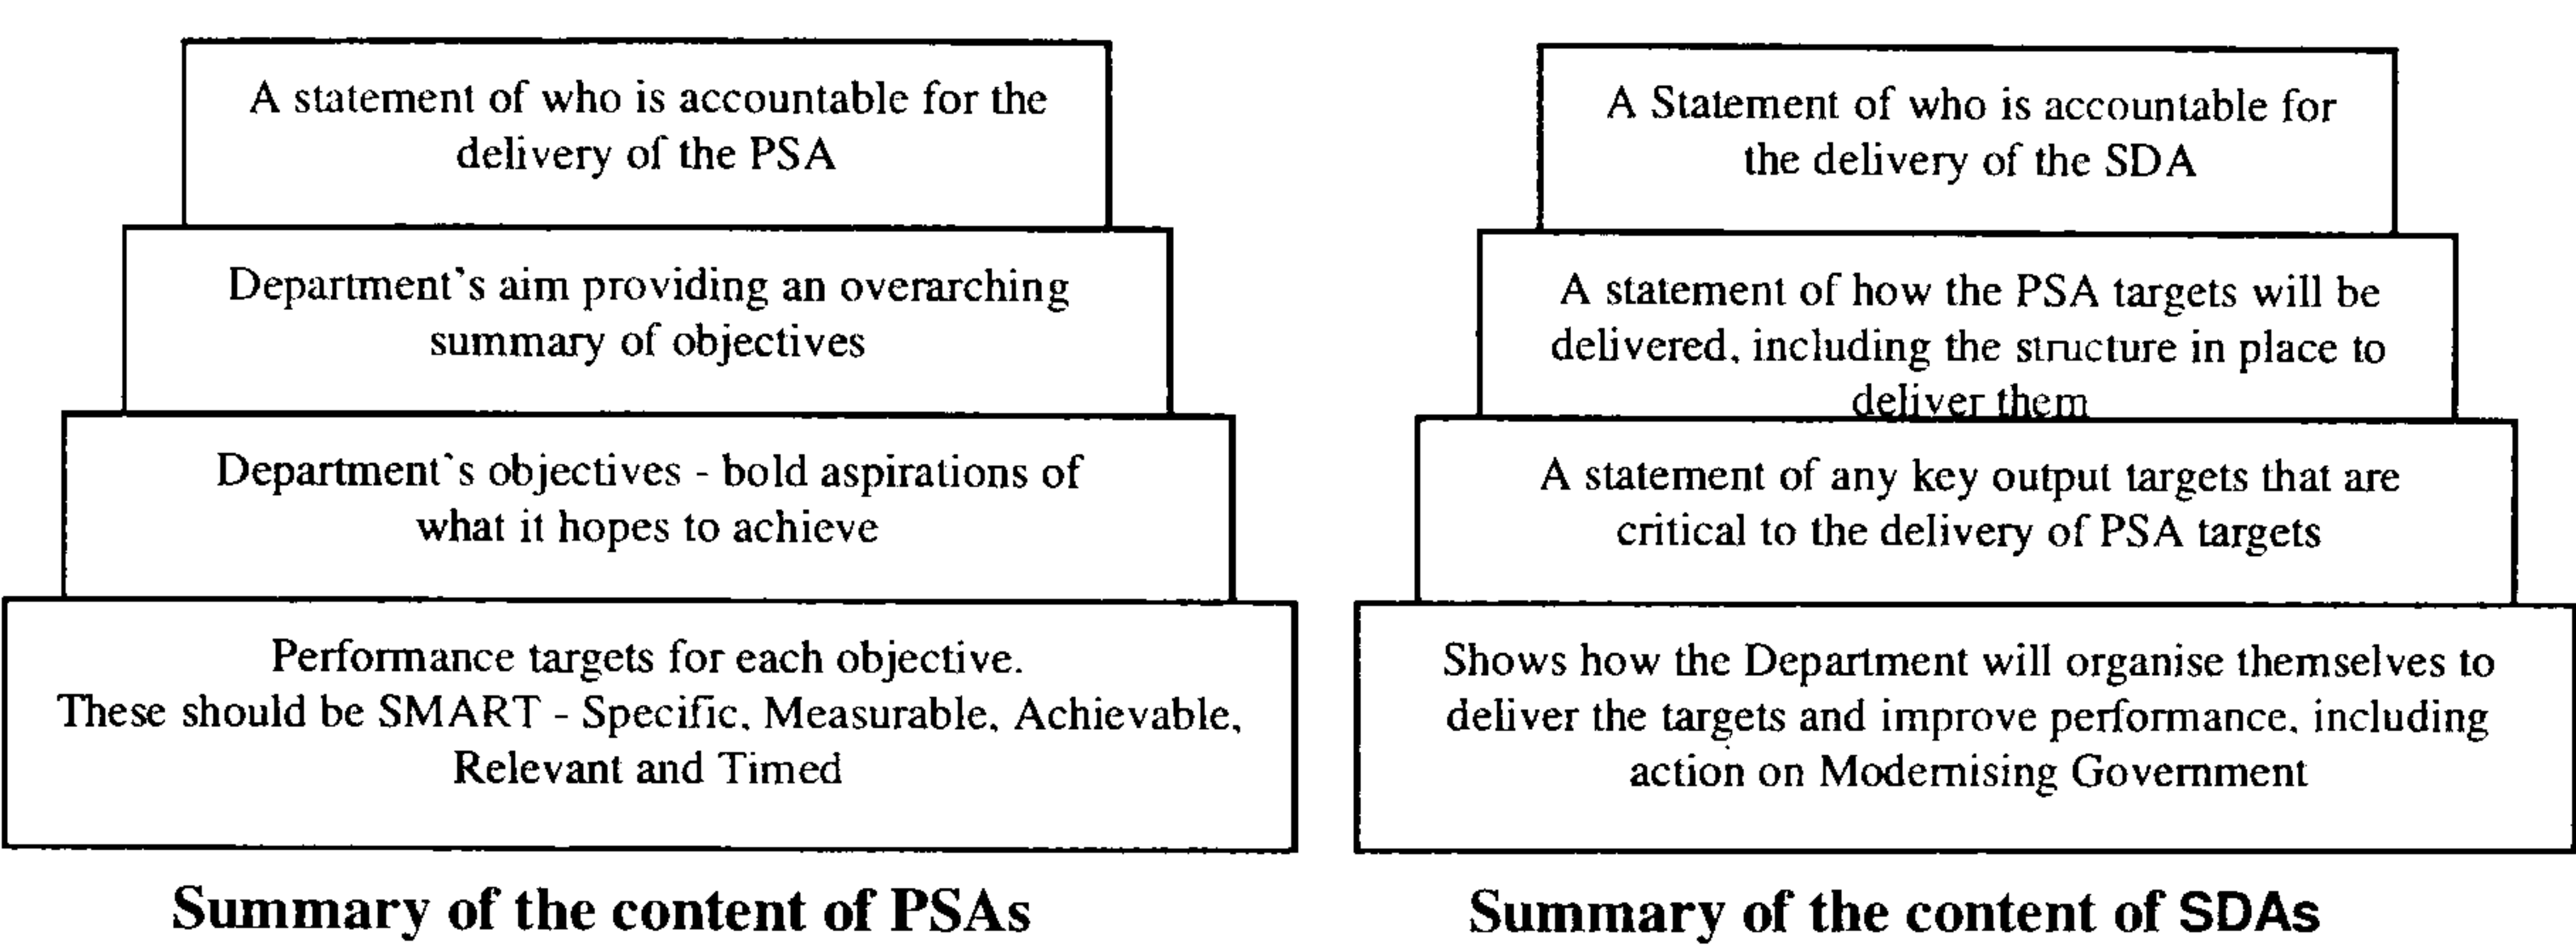 A statement of who is accountable for the
delivery of the PSA
Department's aim providing an overarching
summary of objectives
Department's objectives - bold aspirations of
what it hopes to achieve
Performance targets for each objective.
These should be SMART - Specific, Measurable, Achievable,
Relevant and Timed
Summary of the content of PSAs
A Statement of who is accountable for
the delivery of the SDA
A statement of how the PSA targets will be
delivered, including the structure in place to
deliver them
A statement of any key output targets that are
critical to the delivery of PSA targets
Shows how the Department will organise themselves to
deliver the targets and improve performance, including
action on Modernising Government
Summary of the content of SDAs